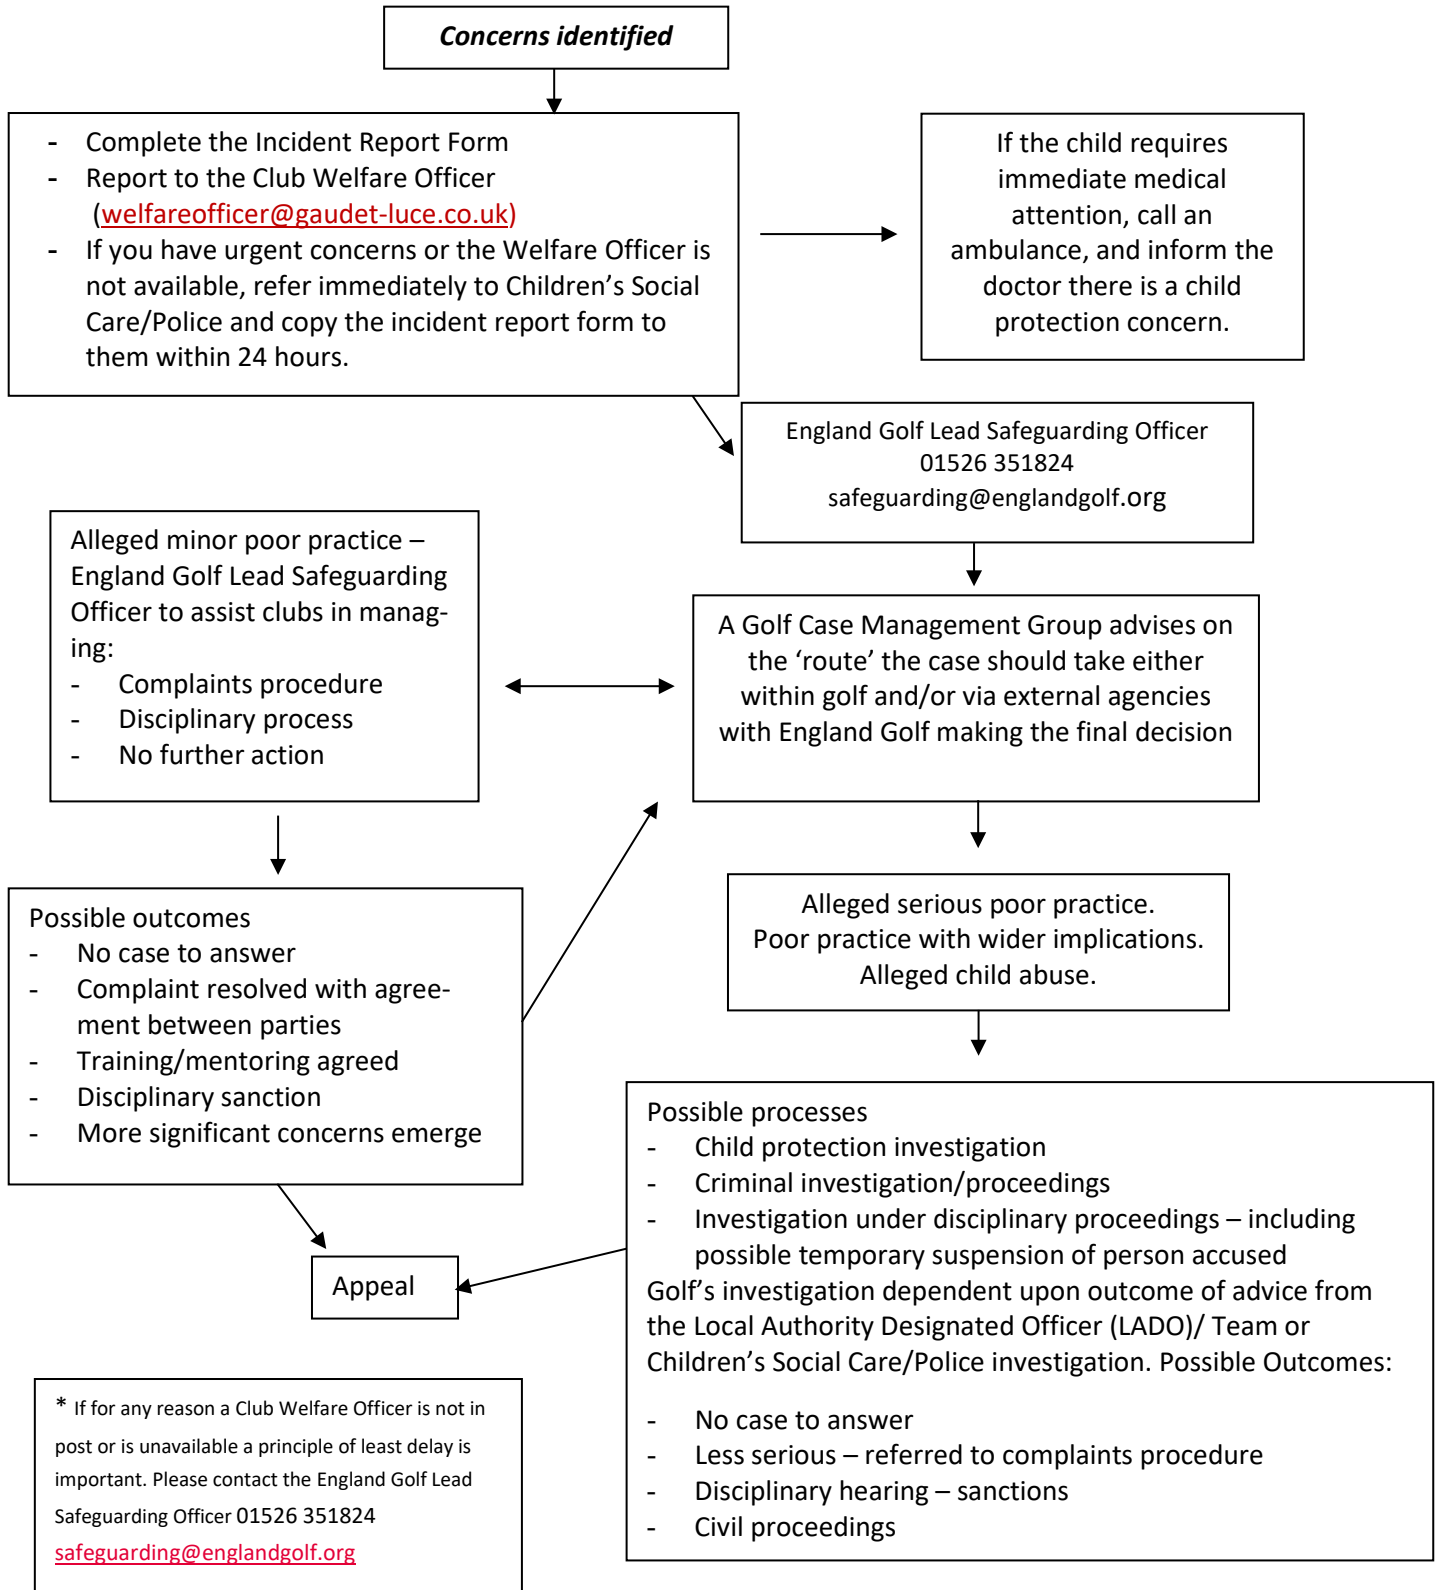 Concerns identified
- Complete the Incident Report Form
- Report to the Club Welfare Officer
(welfareofficer@gaudet-luce.co.uk)
- If you have urgent concerns or the Welfare Officer is
not available, refer immediately to Children’s Social
Care/Police and copy the incident report form to
them within 24 hours.
If the child requires
immediate medical
attention, call an
ambulance, and inform the
doctor there is a child
protection concern.
England Golf Lead Safeguarding Officer
01526 351824
safeguarding@englandgolf.org
Alleged minor poor practice –
England Golf Lead Safeguarding
Officer to assist clubs in manag-
ing:
- Complaints procedure
- Disciplinary process
- No further action
A Golf Case Management Group advises on
the ‘route’ the case should take either
within golf and/or via external agencies
with England Golf making the final decision
Possible outcomes
- No case to answer
- Complaint resolved with agree-
ment between parties
- Training/mentoring agreed
- Disciplinary sanction
- More significant concerns emerge
Alleged serious poor practice.
Poor practice with wider implications.
Alleged child abuse.
Possible processes
- Child protection investigation
- Criminal investigation/proceedings
- Investigation under disciplinary proceedings – including
possible temporary suspension of person accused
Golf’s investigation dependent upon outcome of advice from
the Local Authority Designated Officer (LADO)/ Team or
Children’s Social Care/Police investigation. Possible Outcomes:
- No case to answer
- Less serious – referred to complaints procedure
- Disciplinary hearing – sanctions
- Civil proceedings
Appeal
* If for any reason a Club Welfare Officer is not in
post or is unavailable a principle of least delay is
important. Please contact the England Golf Lead
Safeguarding Officer 01526 351824
safeguarding@englandgolf.org